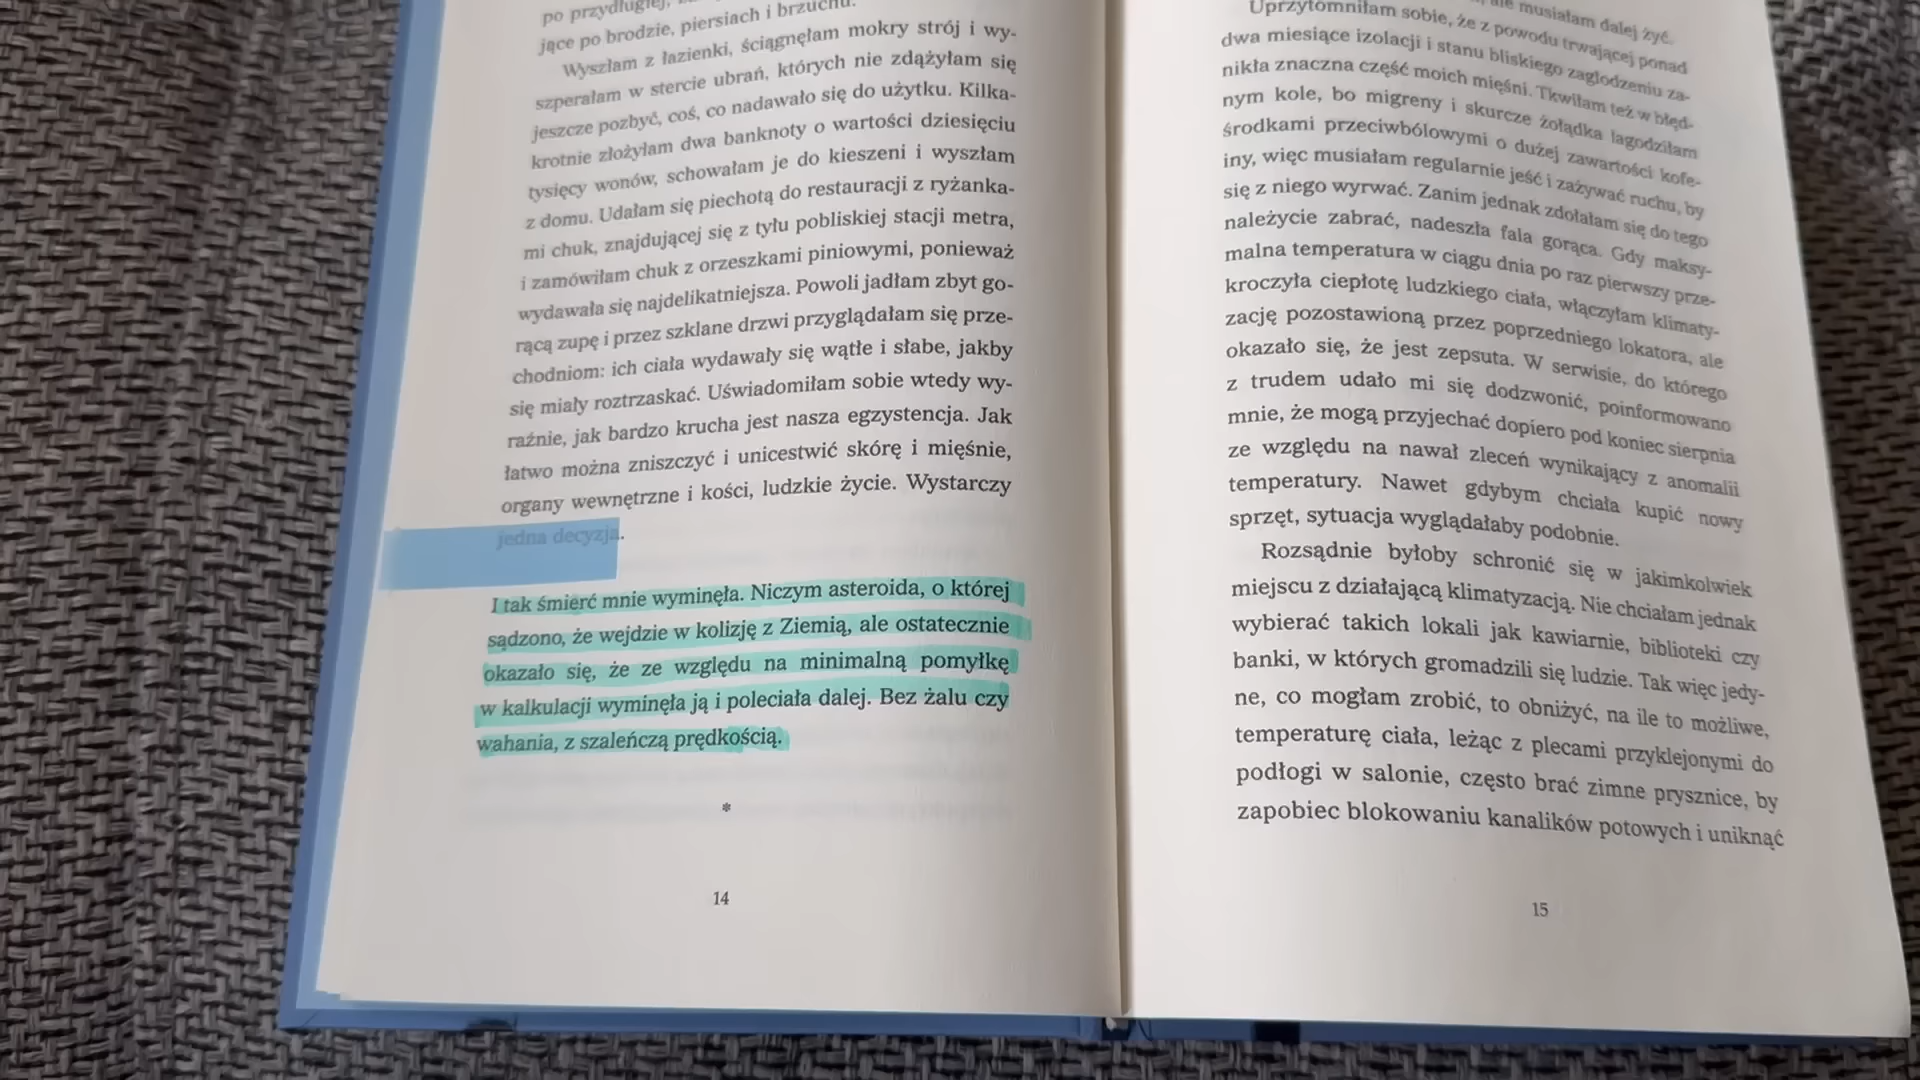 po przydługiej,
jące po brodzie, piersiach i brzuchu.
Wyszłam z łazienki, ściągnęłam mokry strój i wy-
szperałam w stercie ubrań, których nie zdążyłam się
jeszcze pozbyć, coś, co nadawało się do użytku. Kilka-
krotnie złożyłam dwa banknoty o wartości dziesięciu
tysięcy wonów, schowałam je do kieszeni i wyszłam
z domu. Udałam się piechotą do restauracji z ryżanka-
mi chuk, znajdującej się z tyłu pobliskiej stacji metra,
i zamówiłam chuk z orzeszkami piniowymi, ponieważ
wydawała się najdelikatniejsza. Powoli jadłam zbyt go-
rącą zupę i przez szklane drzwi przyglądałam się prze-
chodniom: ich ciała wydawały się wątłe i słabe, jakby
się miały roztrzaskać. Uświadomiłam sobie wtedy wy-
raźnie, jak bardzo krucha jest nasza egzystencja. Jak
łatwo można zniszczyć i unicestwić skórę i mięśnie,
organy wewnętrzne i kości, ludzkie życie. Wystarczy
jedna decyzja.
I tak śmierć mnie wyminęła. Niczym asteroida, o której
sądzono, że wejdzie w kolizję z Ziemią, ale ostatecznie
okazało się, że ze względu na minimalną pomyłkę
w kalkulacji wyminęła ją i poleciała dalej. Bez żalu czy
wahania, z szaleńczą prędkością.
*
14
ale musiałam dalej żyć.
Uprzytomniłam sobie, że z powodu trwającej ponad
dwa miesiące izolacji i stanu bliskiego zagłodzeniu za-
nikła znaczna część moich mięśni. Tkwiłam też w błęd-
nym kole, bo migreny i skurcze żołądka łagodziłam
środkami przeciwbólowymi o dużej zawartości kofe-
iny, więc musiałam regularnie jeść i zażywać ruchu, by
się z niego wyrwać. Zanim jednak zdołałam się do tego
należycie zabrać, nadeszła fala gorąca. Gdy maksy-
malna temperatura w ciągu dnia po raz pierwszy prze-
kroczyła ciepłotę ludzkiego ciała, włączyłam klimaty-
zację pozostawioną przez poprzedniego lokatora, ale
okazało się, że jest zepsuta. W serwisie, do którego
z trudem udało mi się dodzwonić, poinformowano
mnie, że mogą przyjechać dopiero pod koniec sierpnia
ze względu na nawał zleceń wynikający z anomalii
temperatury. Nawet gdybym chciała kupić nowy
sprzęt, sytuacja wyglądałaby podobnie.
Rozsądnie byłoby schronić się w jakimkolwiek
miejscu z działającą klimatyzacją. Nie chciałam jednak
wybierać takich lokali jak kawiarnie, biblioteki czy
banki, w których gromadzili się ludzie. Tak więc jedy-
ne, co mogłam zrobić, to obniżyć, na ile to możliwe,
temperaturę ciała, leżąc z plecami przyklejonymi do
podłogi w salonie, często brać zimne prysznice, by
zapobiec blokowaniu kanalików potowych i uniknąć
15